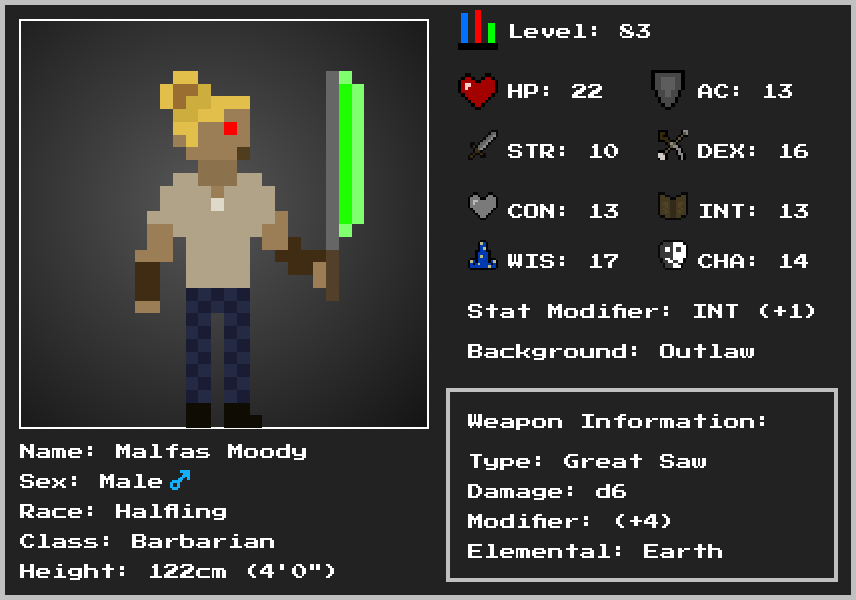 Level: 83
HP: 22 AC: 13
STR: 10 DEX: 16
CON: 13 INT: 13
WIS: 17 CHA: 14
Stat Modifier: INT (+1)
Background: Outlaw
Weapon Information:
Type: Great Saw
Damage: d6
Modifier: (+4)
Elemental: Earth
Name: Malfas Moody
Sex: Male ♂
Race: Halfling
Class: Barbarian
Height: 122cm (4'0")